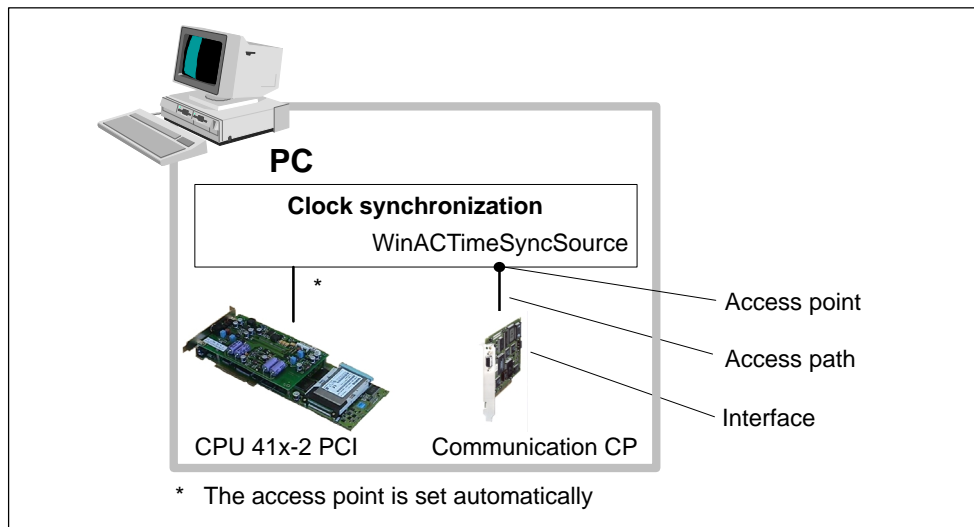 PC
Clock synchronization
WinACTimeSyncSource
*
Access point
Access path
Interface
CPU 41x-2 PCI
Communication CP
* The access point is set automatically